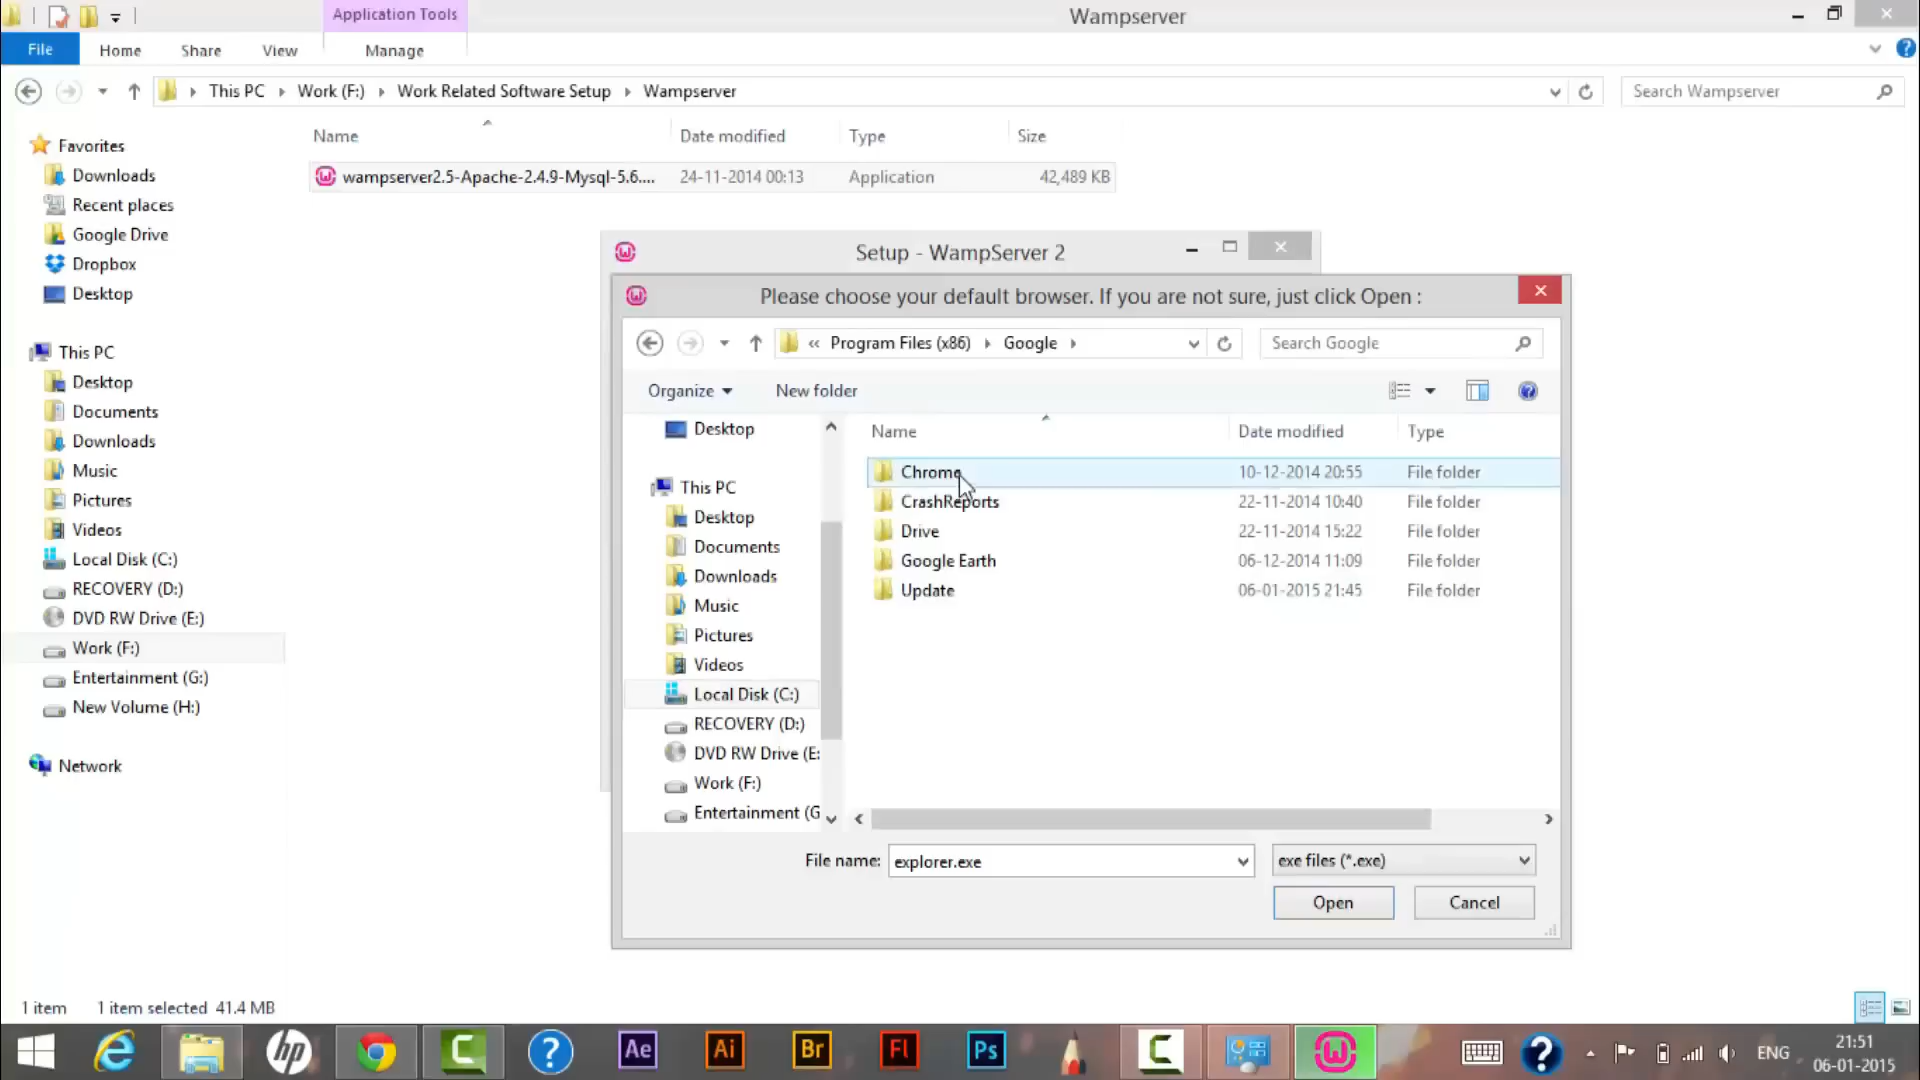 Application Tools
Wampserver
File
Home
Share
View
Manage
This PC
Work (F:)
Work Related Software Setup
Wampserver
Search Wampserver
Name
Date modified
Type
Size
wampserver2.5-Apache-2.4.9-Mysql-5.6....
24-11-2014 00:13
Application
42,489 KB
Favorites
Downloads
Recent places
Google Drive
Dropbox
Desktop
This PC
Desktop
Documents
Downloads
Music
Pictures
Videos
Local Disk (C:)
RECOVERY (D:)
DVD RW Drive (E:)
Work (F:)
Entertainment (G:)
New Volume (H:)
Network
Setup - WampServer 2
Please choose your default browser. If you are not sure, just click Open :
« Program Files (x86)
Google
Search Google
Organize
New folder
Desktop
This PC
Desktop
Documents
Downloads
Music
Pictures
Videos
Local Disk (C:)
RECOVERY (D:)
DVD RW Drive (E:
Work (F:)
Entertainment (G
Name
Date modified
Type
Chrome
10-12-2014 20:55
File folder
CrashReports
22-11-2014 10:40
File folder
Drive
22-11-2014 15:22
File folder
Google Earth
06-12-2014 11:09
File folder
Update
06-01-2015 21:45
File folder
File name:
explorer.exe
exe files (*.exe)
Open
Cancel
1 item
1 item selected 41.4 MB
hp
Ae
Ai
Br
Fl
Ps
ENG
21:51
06-01-2015